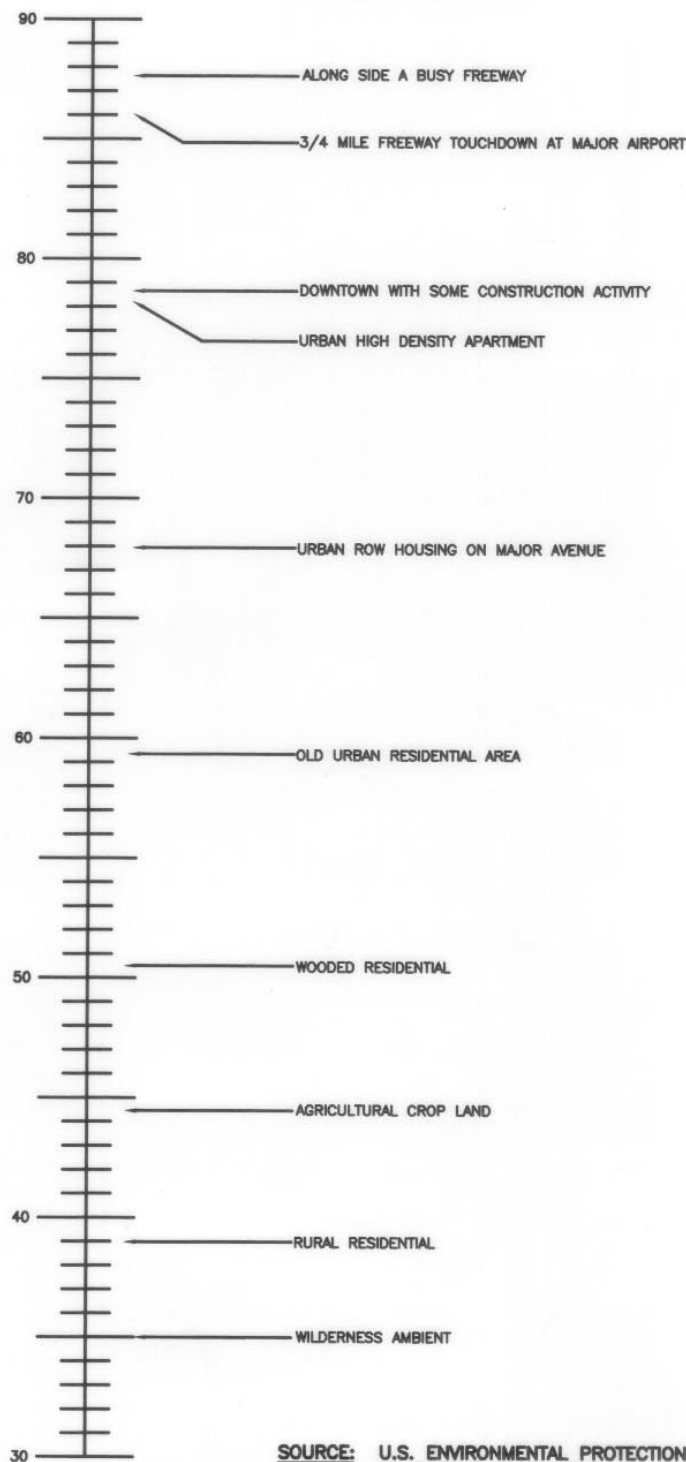 90
ALONG SIDE A BUSY FREEWAY
3/4 MILE FREEWAY TOUCHDOWN AT MAJOR AIRPORT
80
DOWNTOWN WITH SOME CONSTRUCTION ACTIVITY
URBAN HIGH DENSITY APARTMENT
70
URBAN ROW HOUSING ON MAJOR AVENUE
60
OLD URBAN RESIDENTIAL AREA
WOODED RESIDENTIAL
50
AGRICULTURAL CROP LAND
40
RURAL RESIDENTIAL
WILDERNESS AMBIENT
30
SOURCE: U.S. ENVIRONMENTAL PROTECTION